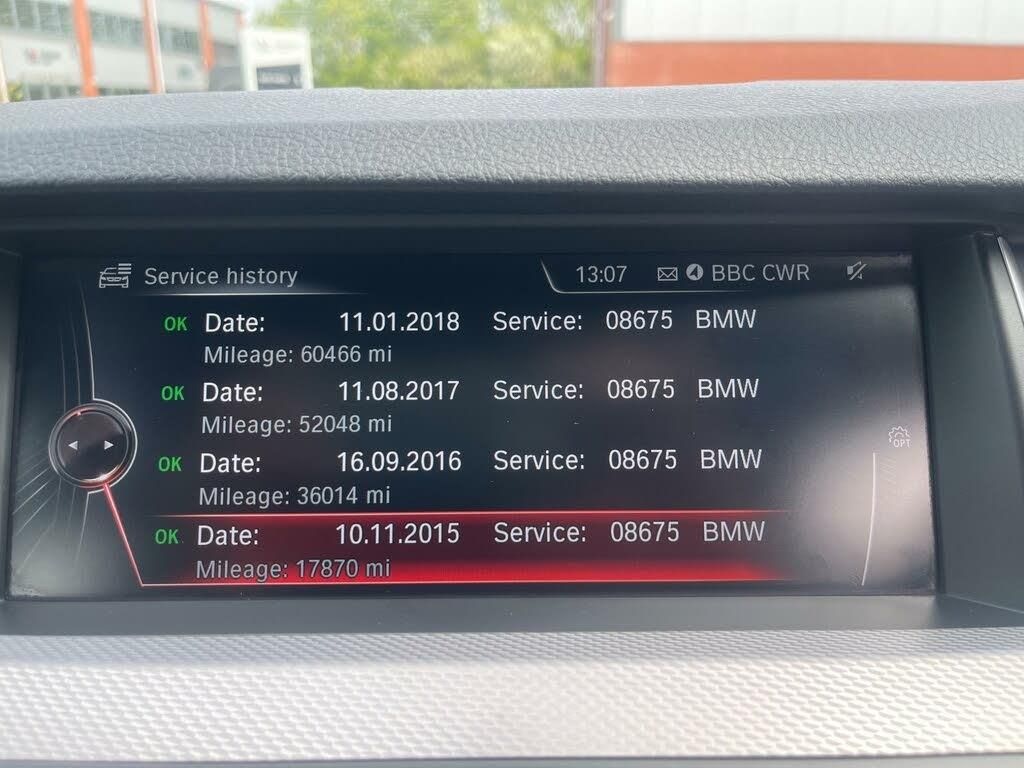 Service history
13:07 BBC CWR
OK Date: 11.01.2018 Service: 08675 BMW
Mileage: 60466 mi
OK Date: 11.08.2017 Service: 08675 BMW
Mileage: 52048 mi
OK Date: 16.09.2016 Service: 08675 BMW
Mileage: 36014 mi
OK Date: 10.11.2015 Service: 08675 BMW
Mileage: 17870 mi
OPT